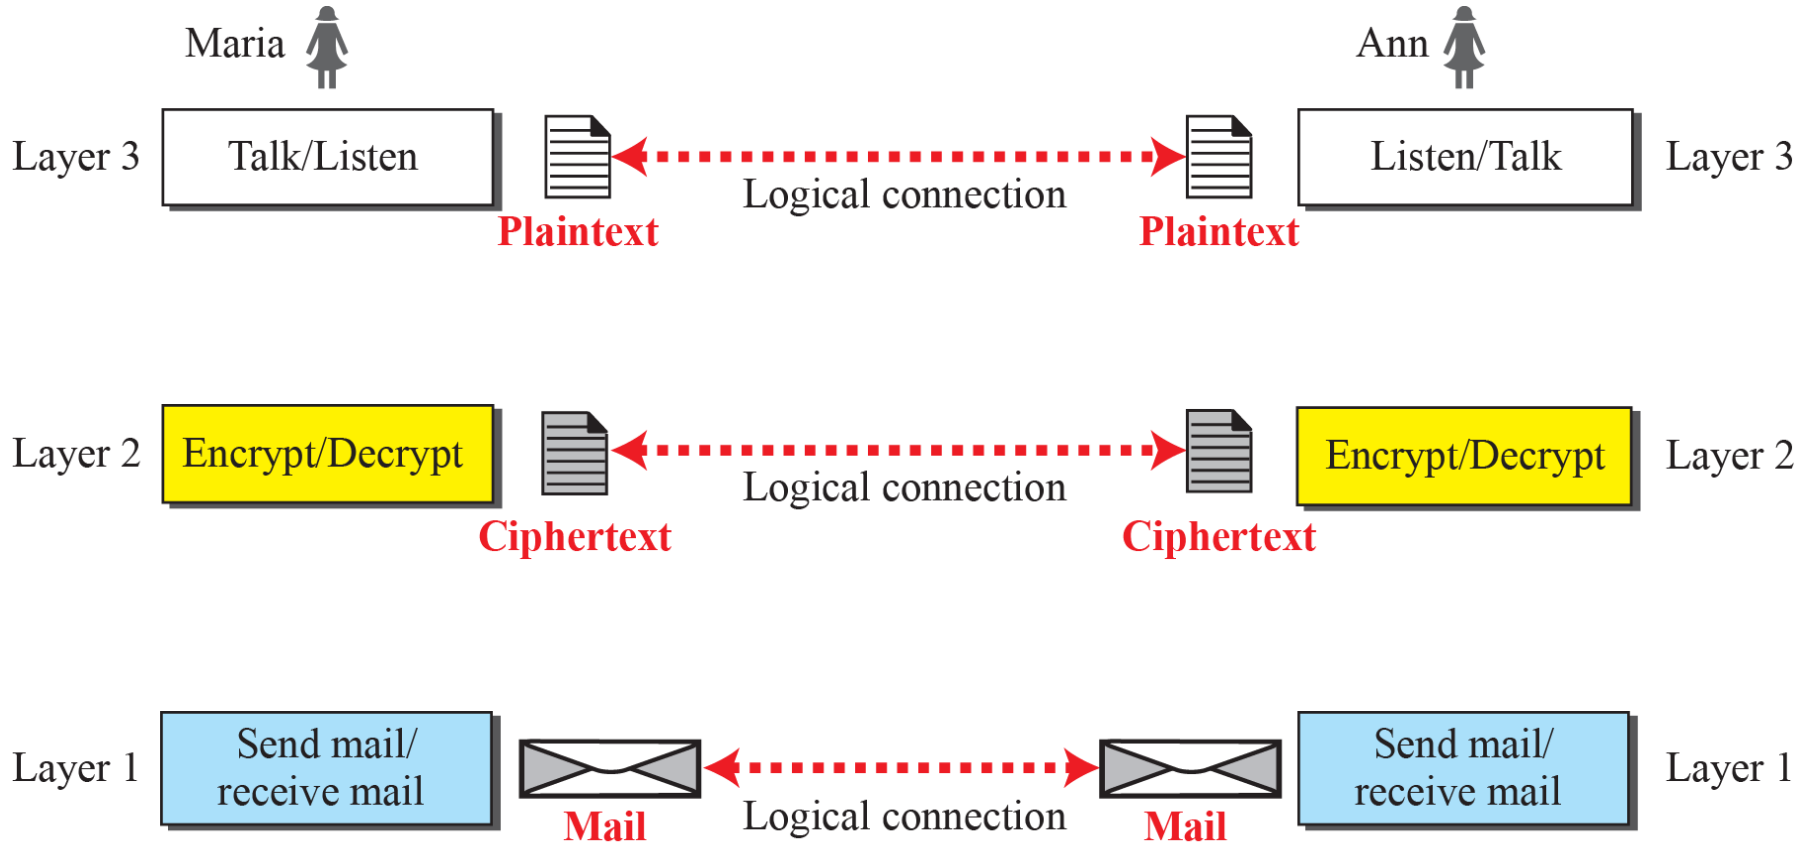 Maria
Ann
Layer 3
Talk/Listen
Listen/Talk
Layer 3
Logical connection
Plaintext
Plaintext
Layer 2
Encrypt/Decrypt
Encrypt/Decrypt
Layer 2
Logical connection
Ciphertext
Ciphertext
Layer 1
Send mail/
receive mail
Send mail/
receive mail
Layer 1
Logical connection
Mail
Mail